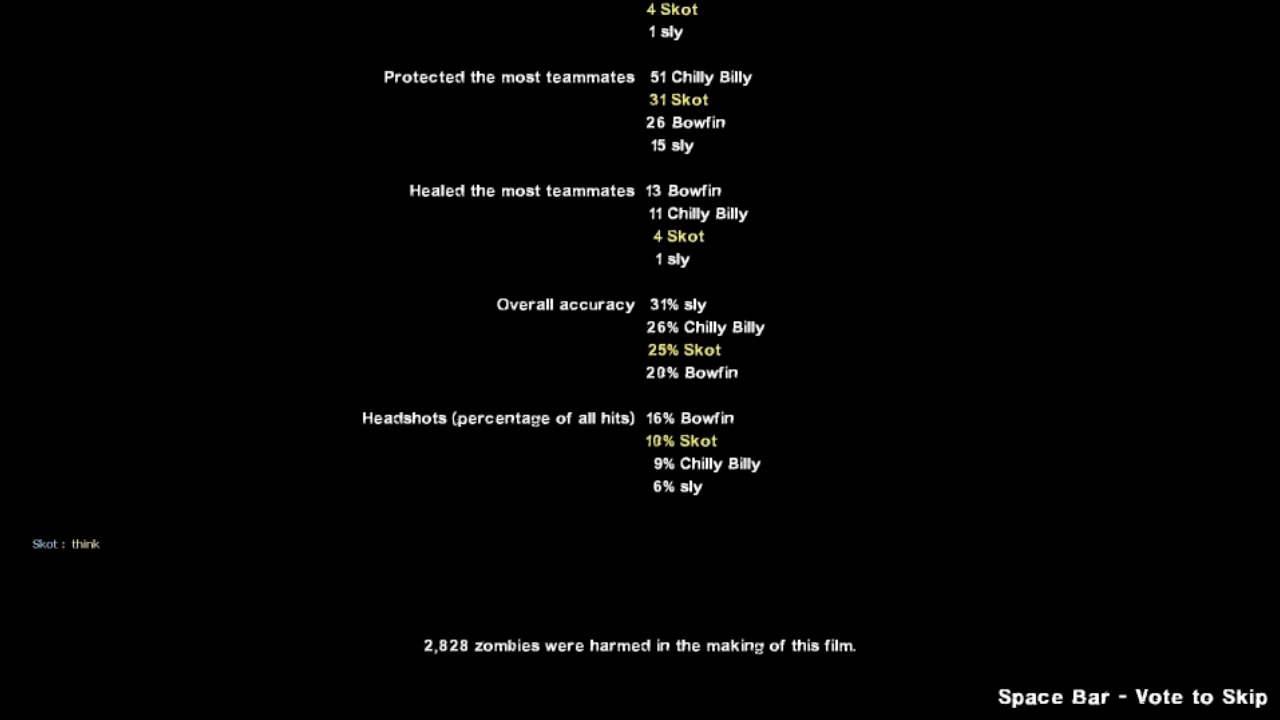 4 Skot
1 sly
Protected the most teammates 51 Chilly Billy
31 Skot
26 Bowfin
15 sly
Healed the most teammates 13 Bowfin
11 Chilly Billy
4 Skot
1 sly
Overall accuracy 31% sly
26% Chilly Billy
25% Skot
20% Bowfin
Headshots (percentage of all hits) 16% Bowfin
10% Skot
9% Chilly Billy
6% sly
Skot : think
2,828 zombies were harmed in the making of this film.
Space Bar - Vote to Skip